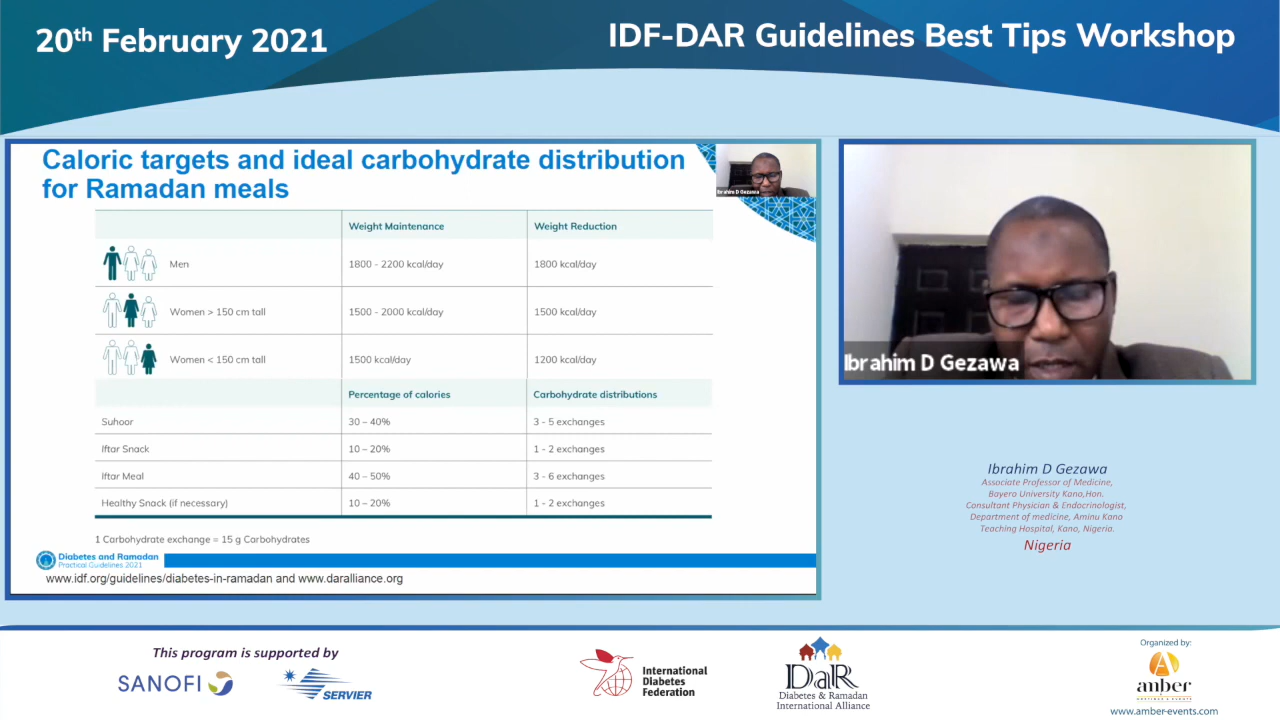 20th February 2021
IDF-DAR Guidelines Best Tips Workshop
Caloric targets and ideal carbohydrate distribution
for Ramadan meals
Ibrahim D Gezawa
Weight Maintenance
Weight Reduction
Men
1800 - 2200 kcal/day
1800 kcal/day
Women > 150 cm tall
1500 - 2000 kcal/day
1500 kcal/day
Women < 150 cm tall
1500 kcal/day
1200 kcal/day
Percentage of calories
Carbohydrate distributions
Suhoor
30 – 40%
3 - 5 exchanges
Iftar Snack
10 – 20%
1 - 2 exchanges
Iftar Meal
40 – 50%
3 - 6 exchanges
Healthy Snack (if necessary)
10 – 20%
1 - 2 exchanges
1 Carbohydrate exchange = 15 g Carbohydrates
Diabetes and Ramadan
Practical Guidelines 2021
www.idf.org/guidelines/diabetes-in-ramadan and www.daralliance.org
Ibrahim D Gezawa
Ibrahim D Gezawa
Associate Professor of Medicine,
Bayero University Kano,Hon.
Consultant Physician & Endocrinologist,
Department of medicine, Aminu Kano
Teaching Hospital, Kano, Nigeria.
Nigeria
This program is supported by
SANOFI
SERVIER
International
Diabetes
Federation
DaR
Diabetes & Ramadan
International Alliance
Organized by:
anber
www.amber-events.com